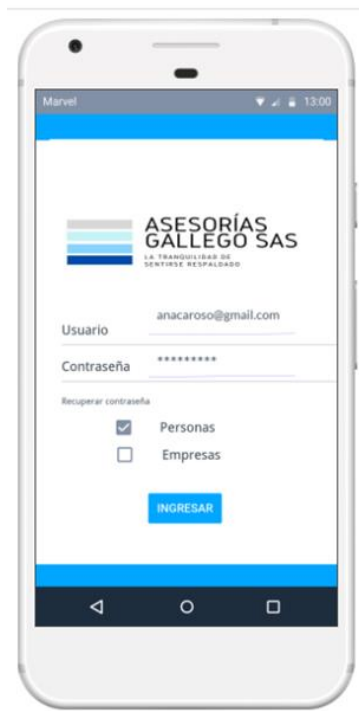 Marvel 13:00
ASESORÍAS
GALLEGO SAS
LA TRANQUILIDAD DE
SENTIRSE RESPALDADO
Usuario anacaroso@gmail.com
Contraseña *********
Recuperar contraseña
Personas
Empresas
INGRESAR